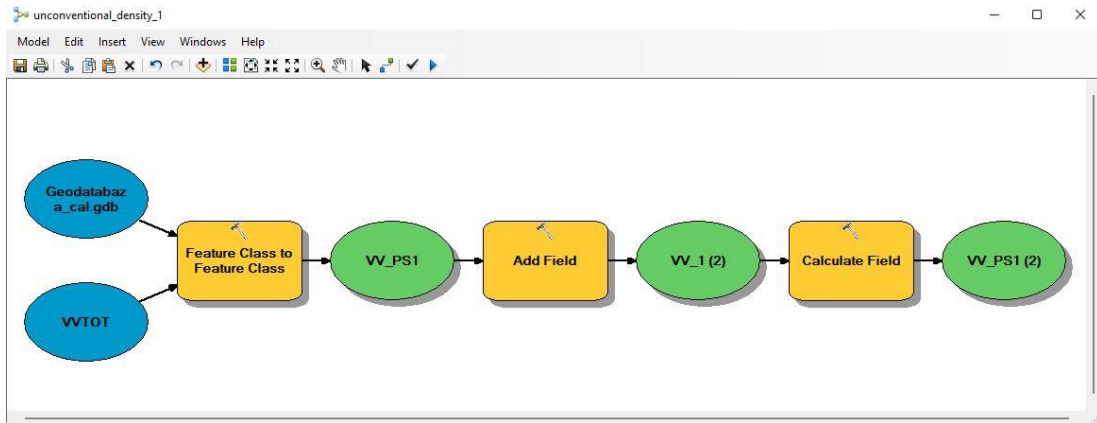 unconventional_density_1
Model Edit Insert View Windows Help
Geodatabaz
a_cal.gdb
VVTOT
Feature Class to
Feature Class
VV_PS1
Add Field
VV_1 (2)
Calculate Field
VV_PS1 (2)